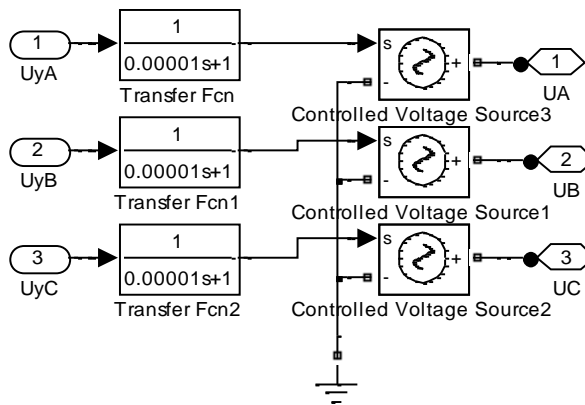 1
UyA
1
0.00001s+1
Transfer Fcn
s
-
+
Controlled Voltage Source3
1
UA
2
UyB
1
0.00001s+1
Transfer Fcn1
s
-
+
Controlled Voltage Source1
2
UB
3
UyC
1
0.00001s+1
Transfer Fcn2
s
-
+
Controlled Voltage Source2
3
UC